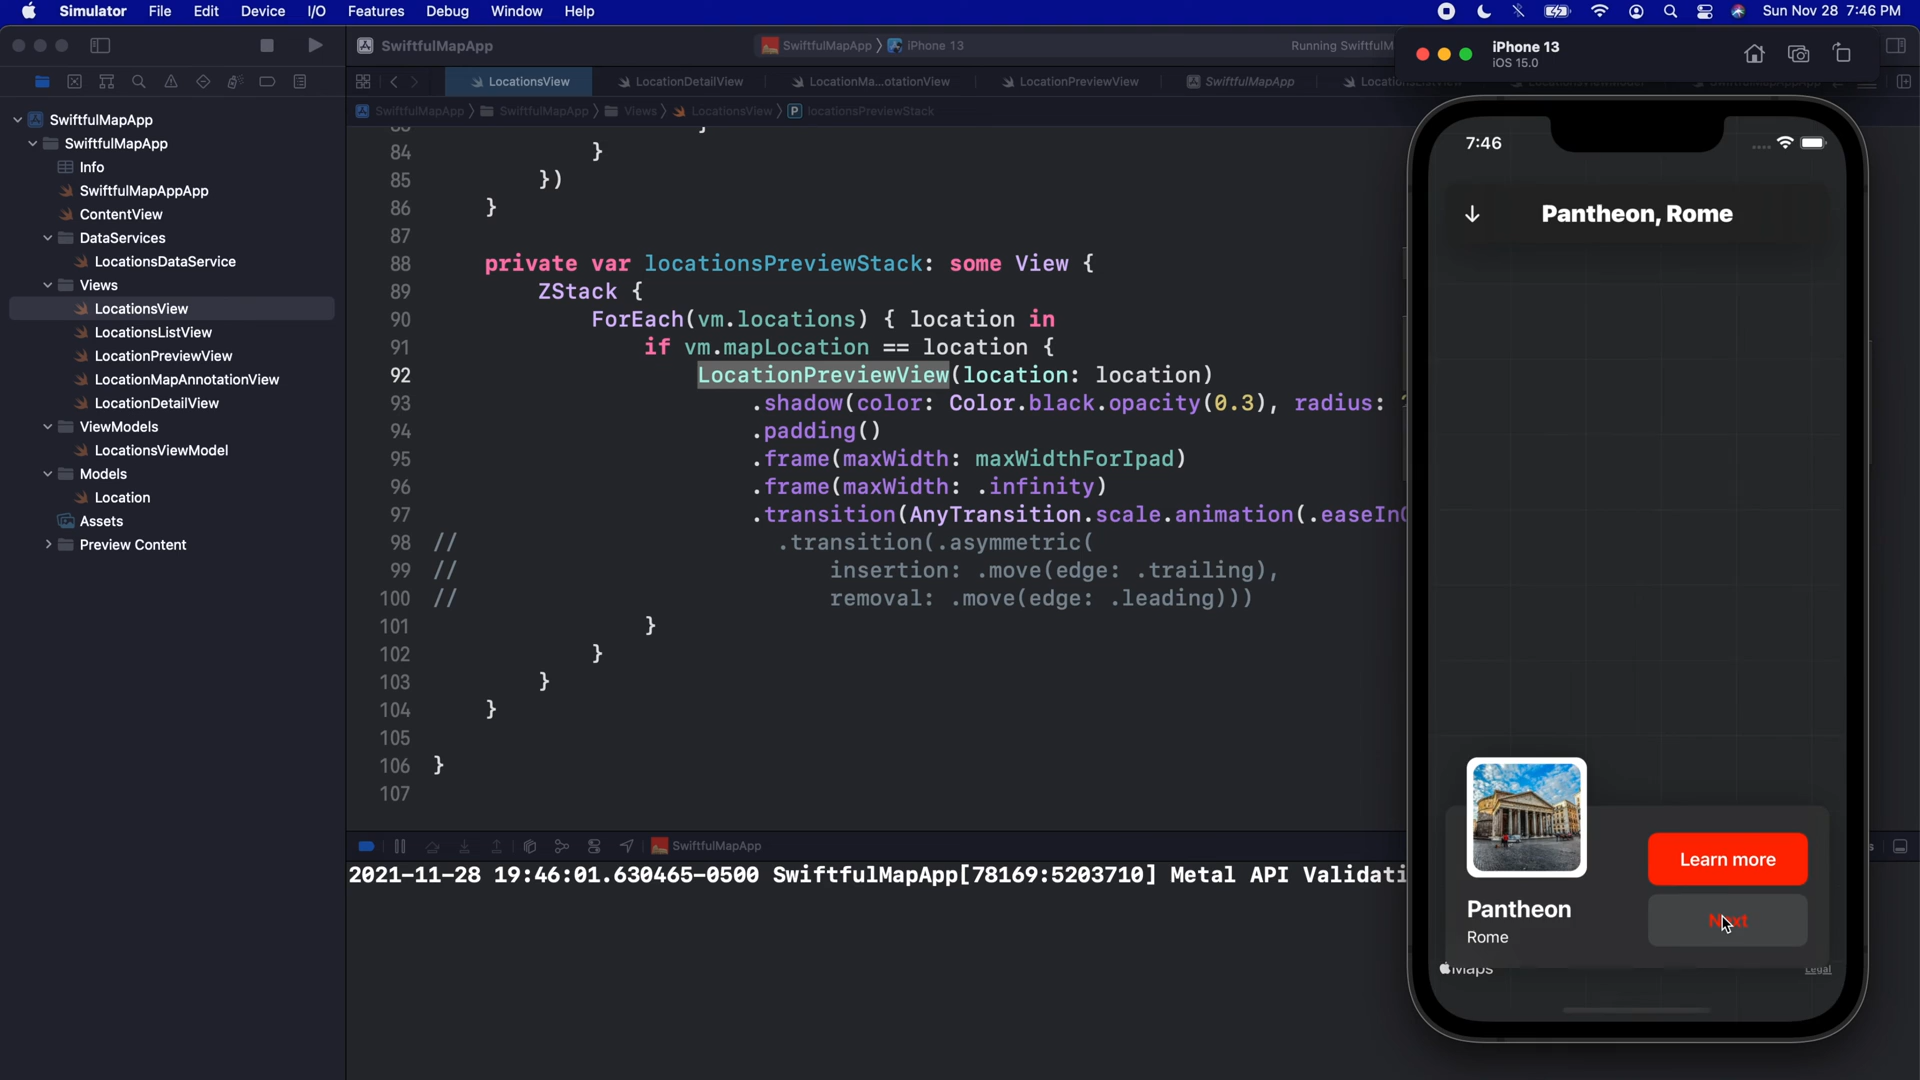 Simulator File Edit Device I/O Features Debug Window Help
Sun Nov 28 7:46 PM
SwiftfulMapApp
SwiftfulMapApp 〉 iPhone 13
Running SwiftfulM
iPhone 13
iOS 15.0
LocationsView
LocationDetailView
LocationMa...otationView
LocationPreviewView
SwiftfulMapApp
SwiftfulMapApp 〉 SwiftfulMapApp 〉 Views 〉 LocationsView 〉 P locationsPreviewStack
SwiftfulMapApp
SwiftfulMapApp
Info
SwiftfulMapAppApp
ContentView
DataServices
LocationsDataService
Views
LocationsView
LocationsListView
LocationPreviewView
LocationMapAnnotationView
LocationDetailView
ViewModels
LocationsViewModel
Models
Location
Assets
Preview Content
84 }
85 })
86 }
87
88 private var locationsPreviewStack: some View {
89 ZStack {
90 ForEach(vm.locations) { location in
91 if vm.mapLocation == location {
92 LocationPreviewView(location: location)
93 .shadow(color: Color.black.opacity(0.3), radius:
94 .padding()
95 .frame(maxWidth: maxWidthForIpad)
96 .frame(maxWidth: .infinity)
97 .transition(AnyTransition.scale.animation(.easeIn
98 // .transition(.asymmetric(
99 // insertion: .move(edge: .trailing),
100 // removal: .move(edge: .leading)))
101 }
102 }
103 }
104 }
105
106 }
107
SwiftfulMapApp
2021-11-28 19:46:01.630465-0500 SwiftfulMapApp[78169:5203710] Metal API Validati
7:46
Pantheon, Rome
Learn more
Pantheon
Next
Rome
Maps
Legal